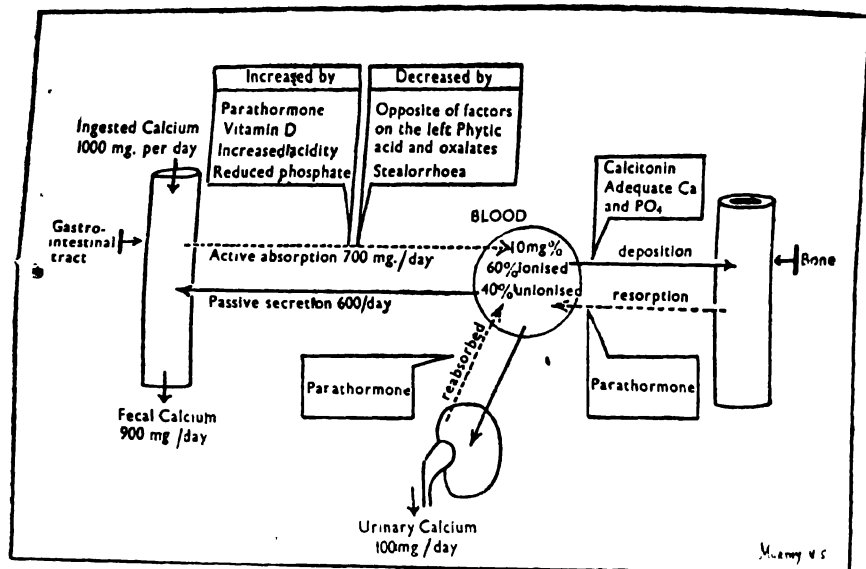 Increased by
Parathormone
Vitamin D
Increased acidity
Reduced phosphate
Decreased by
Opposite of factors
on the left Phytic
acid and oxalates
Stealorrhoea
Ingested Calcium
1000 mg. per day
Gastro-
intestinal
tract
Active absorption 700 mg./day
Passive secretion 600/day
Fecal Calcium
900 mg /day
BLOOD
10mg%
60% ionised
40% unionised
Calcitonin
Adequate Ca
and PO₄
deposition
resorption
Bone
Parathormone
reabsorbed
Parathormone
Urinary Calcium
100mg/day